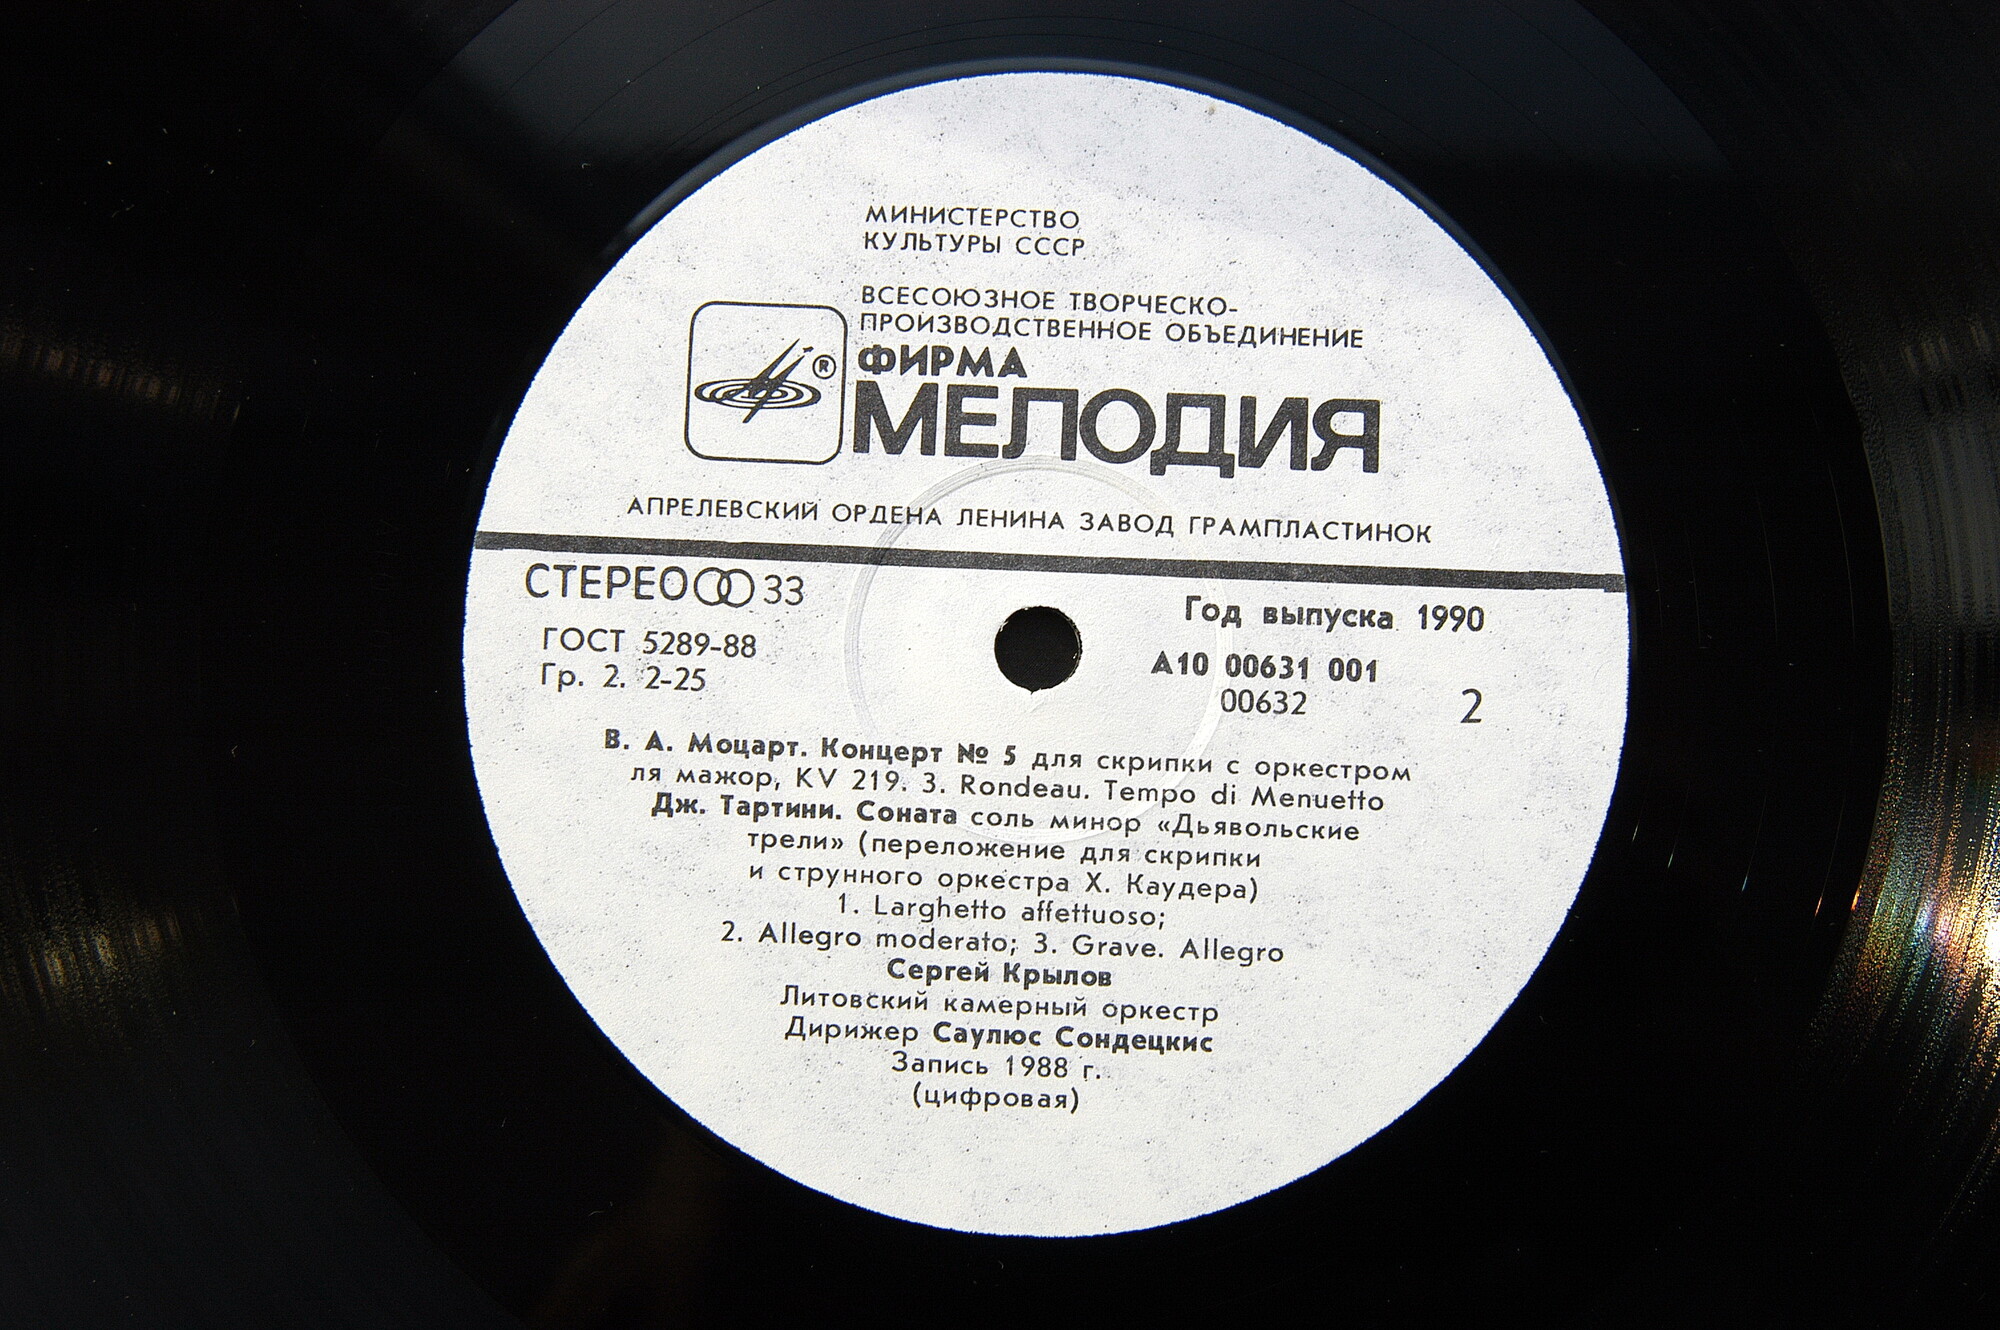 МИНИСТЕРСТВО
КУЛЬТУРЫ СССР
ВСЕСОЮЗНОЕ ТВОРЧЕСКО-
ПРОИЗВОДСТВЕННОЕ ОБЪЕДИНЕНИЕ
ФИРМА
®
МЕЛОДИЯ
АПРЕЛЕВСКИЙ ОРДЕНА ЛЕНИНА ЗАВОД ГРАМПЛАСТИНОК
СТЕРЕО 33
Год выпуска 1990
ГОСТ 5289-88
Гр. 2. 2-25
А10 00631 001
00632
2
В. А. Моцарт. Концерт № 5 для скрипки с оркестром
ля мажор, KV 219. 3. Rondeau. Tempo di Menuetto
Дж. Тартини. Соната соль минор «Дьявольские
трели» (переложение для скрипки
и струнного оркестра Х. Каудера)
1. Larghetto affettuoso;
2. Allegro moderato; 3. Grave. Allegro
Сергей Крылов
Литовский камерный оркестр
Дирижер Саулюс Сондецкис
Запись 1988 г.
(цифровая)